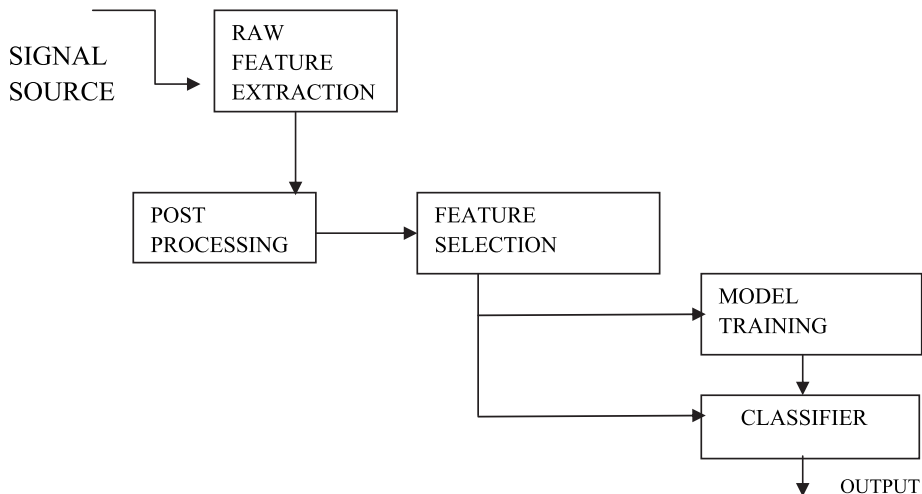 SIGNAL
SOURCE
RAW
FEATURE
EXTRACTION
POST
PROCESSING
FEATURE
SELECTION
MODEL
TRAINING
CLASSIFIER
OUTPUT